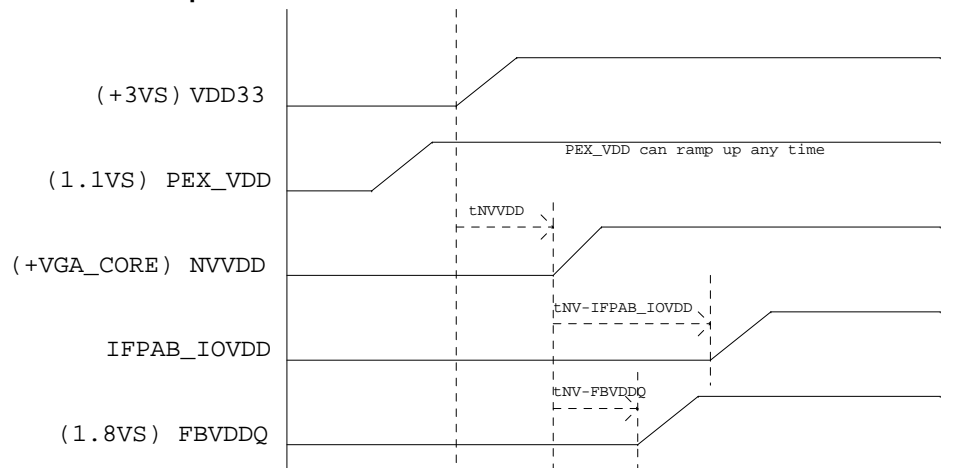 (+3VS) VDD33
PEX_VDD can ramp up any time
(1.1VS) PEX_VDD
tNVVDD
(+VGA_CORE) NVVDD
tNV-IFPAB_IOVDD
IFPAB_IOVDD
tNV-FBVDDQ
(1.8VS) FBVDDQ